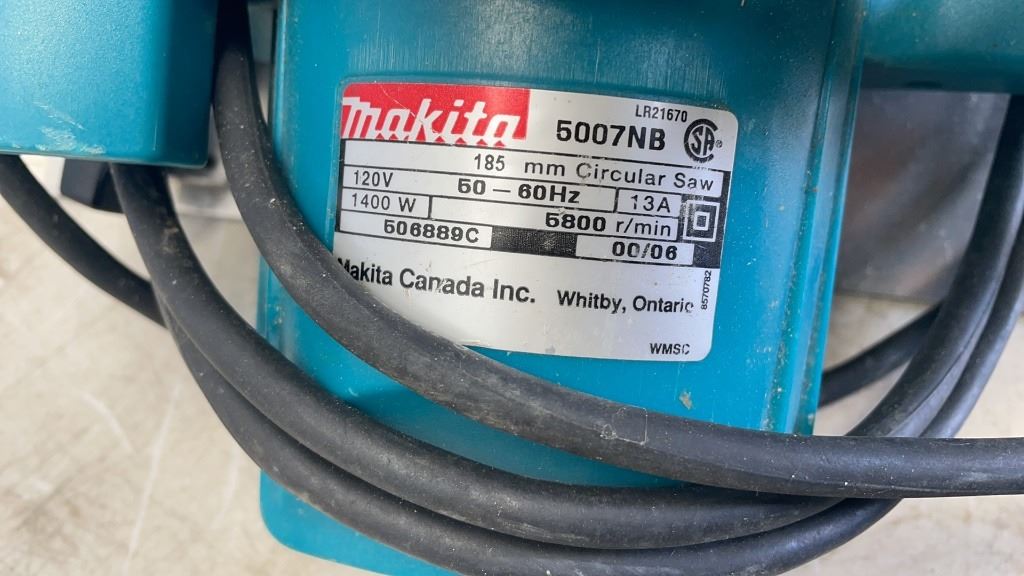 makita 5007NB LR21670 SA
185 mm Circular Saw
120V 50 – 60Hz 13A
1400 W 5800 r/min
506889C 00/06
Makita Canada Inc. Whitby, Ontario
8570782
WMSC